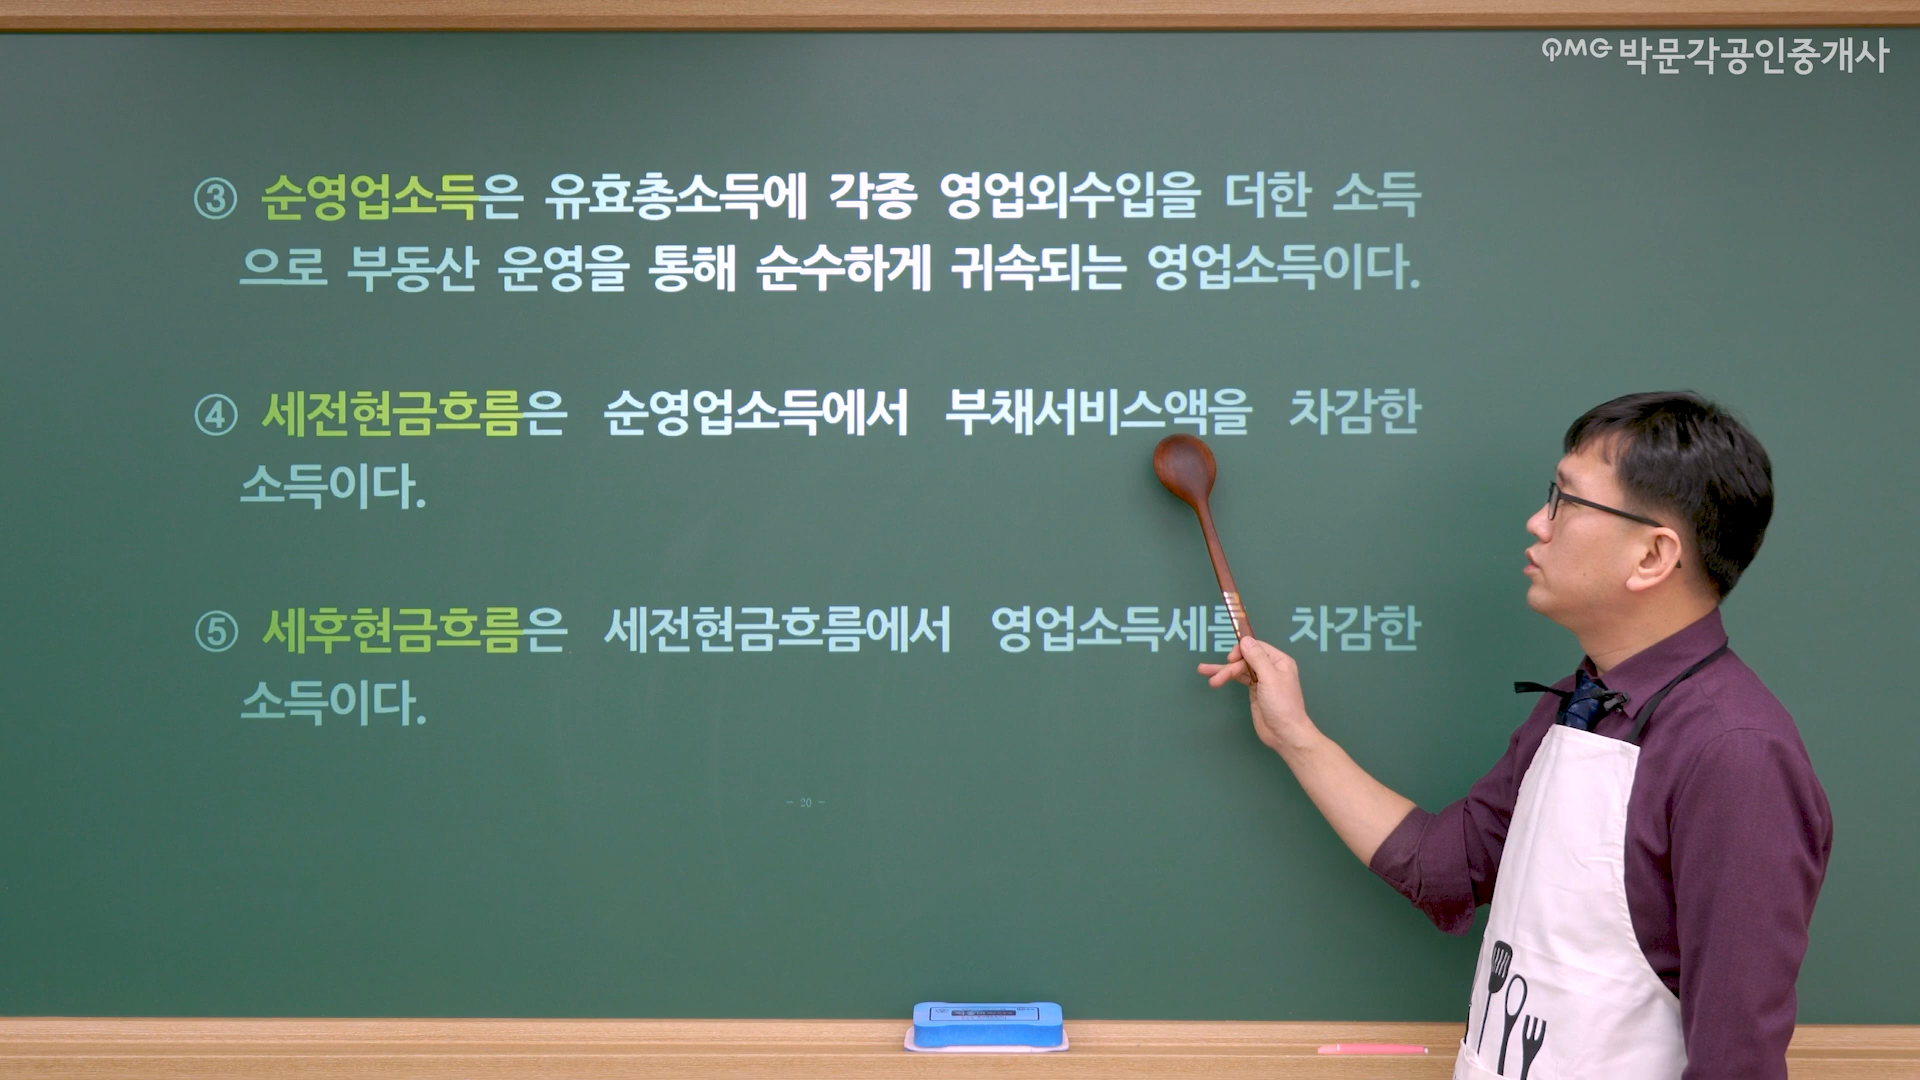 PMG 박문각공인중개사
③ 순영업소득은 유효총소득에 각종 영업외수입을 더한 소득
으로 부동산 운영을 통해 순수하게 귀속되는 영업소득이다.
④ 세전현금흐름은 순영업소득에서 부채서비스액을 차감한
소득이다.
⑤ 세후현금흐름은 세전현금흐름에서 영업소득세를 차감한
소득이다.
- 20 -